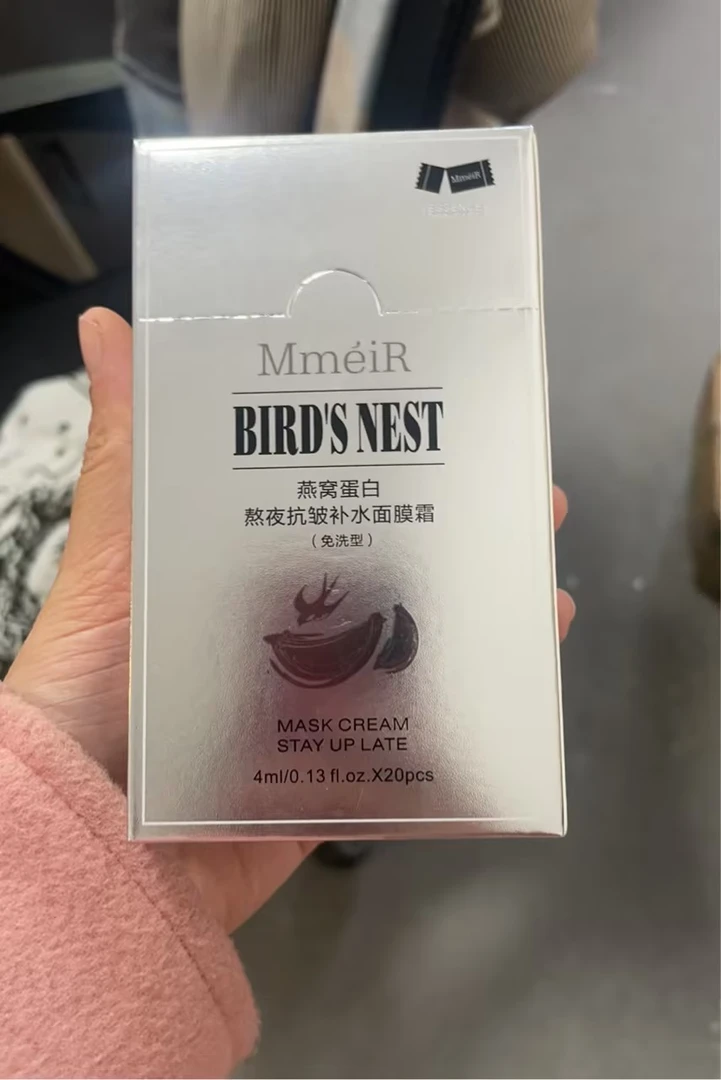 MméiR
MméiR
BIRD'S NEST
燕窝蛋白
熬夜抗皱补水面膜霜
（免洗型）
MASK CREAM
STAY UP LATE
4ml/0.13 fl.oz.X20pcs